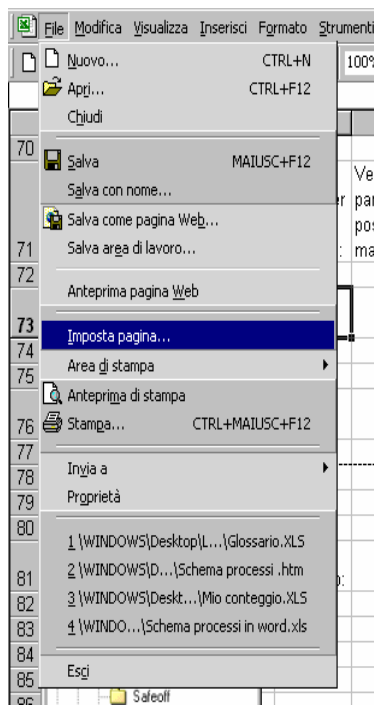 File Modifica Visualizza Inserisci Formato Strumenti
Nuovo... CTRL+N
100%
Apri... CTRL+F12
Chiudi
70
Salva MAIUSC+F12
Salva con nome...
Salva come pagina Web...
71 Salva area di lavoro...
72
Anteprima pagina Web
73
Imposta pagina...
74
Area di stampa
75
Anteprima di stampa
76 Stampa... CTRL+MAIUSC+F12
77
Invia a
78
Proprietà
79
80
1 \WINDOWS\Desktop\L...\Glossario.XLS
81 2 \WINDOWS\D...\Schema processi .htm
82
3 \WINDOWS\Deskt...\Mio conteggio.XLS
83 4 \WINDO...\Schema processi in word.xls
84
Esci
85
86 Safeoff